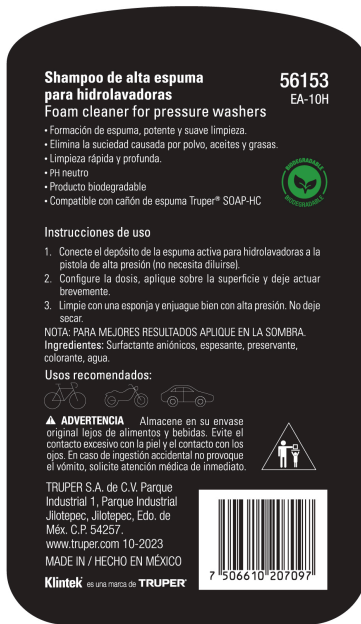 Shampoo de alta espuma
para hidrolavadoras
Foam cleaner for pressure washers
56153
EA-10H
• Formación de espuma, potente y suave limpieza.
• Elimina la suciedad causada por polvo, aceites y grasas.
• Limpieza rápida y profunda.
• PH neutro
• Producto biodegradable
• Compatible con cañón de espuma Truper® SOAP-HC
BIODEGRADABLE
BIODEGRADABLE
Instrucciones de uso
1. Conecte el depósito de la espuma activa para hidrolavadoras a la
pistola de alta presión (no necesita diluirse).
2. Configure la dosis, aplique sobre la superficie y deje actuar
brevemente.
3. Limpie con una esponja y enjuague bien con alta presión. No deje
secar.
NOTA: PARA MEJORES RESULTADOS APLIQUE EN LA SOMBRA.
Ingredientes: Surfactante aniónicos, espesante, preservante,
colorante, agua.
Usos recomendados:
ADVERTENCIA Almacene en su envase
original lejos de alimentos y bebidas. Evite el
contacto excesivo con la piel y el contacto con los
ojos. En caso de ingestión accidental no provoque
el vómito, solicite atención médica de inmediato.
TRUPER S.A. de C.V. Parque
Industrial 1, Parque Industrial
Jilotepec, Jilotepec, Edo. de
Méx. C.P. 54257.
www.truper.com 10-2023
MADE IN / HECHO EN MÉXICO
Klintek es una marca de TRUPER®
7 506610 207097